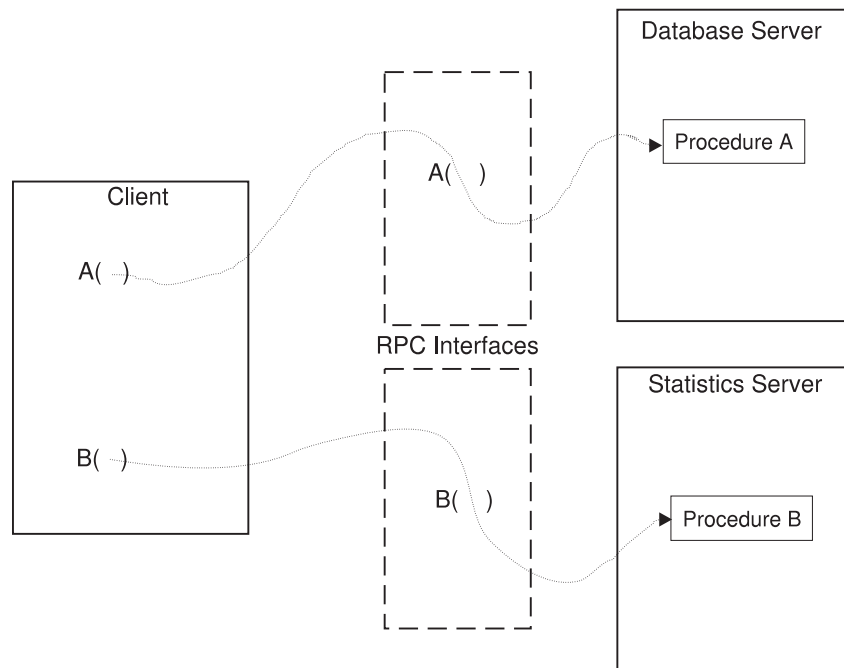 Database Server
Procedure A
A( )
Client
A( )
RPC Interfaces
Statistics Server
B( )
B( )
Procedure B